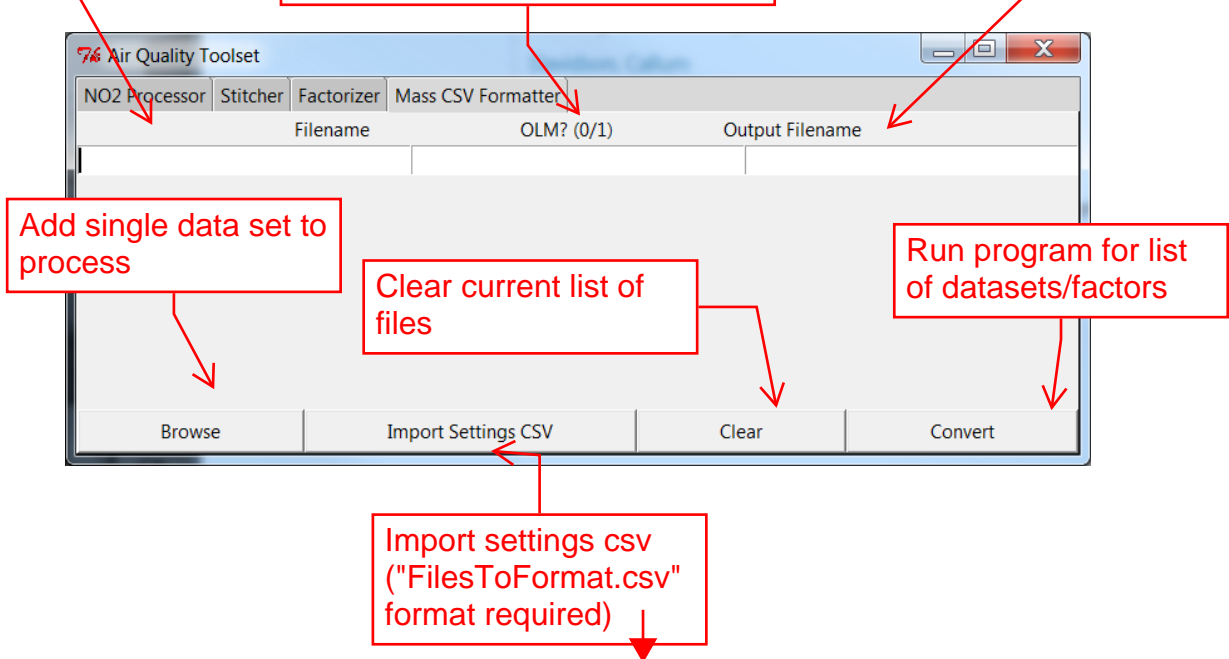 Air Quality Toolset
NO2 Processor Stitcher Factorizer Mass CSV Formatter
Filename OLM? (0/1) Output Filename
Add single data set to
process
Clear current list of
files
Run program for list
of datasets/factors
Browse Import Settings CSV Clear Convert
Import settings csv
("FilesToFormat.csv"
format required)